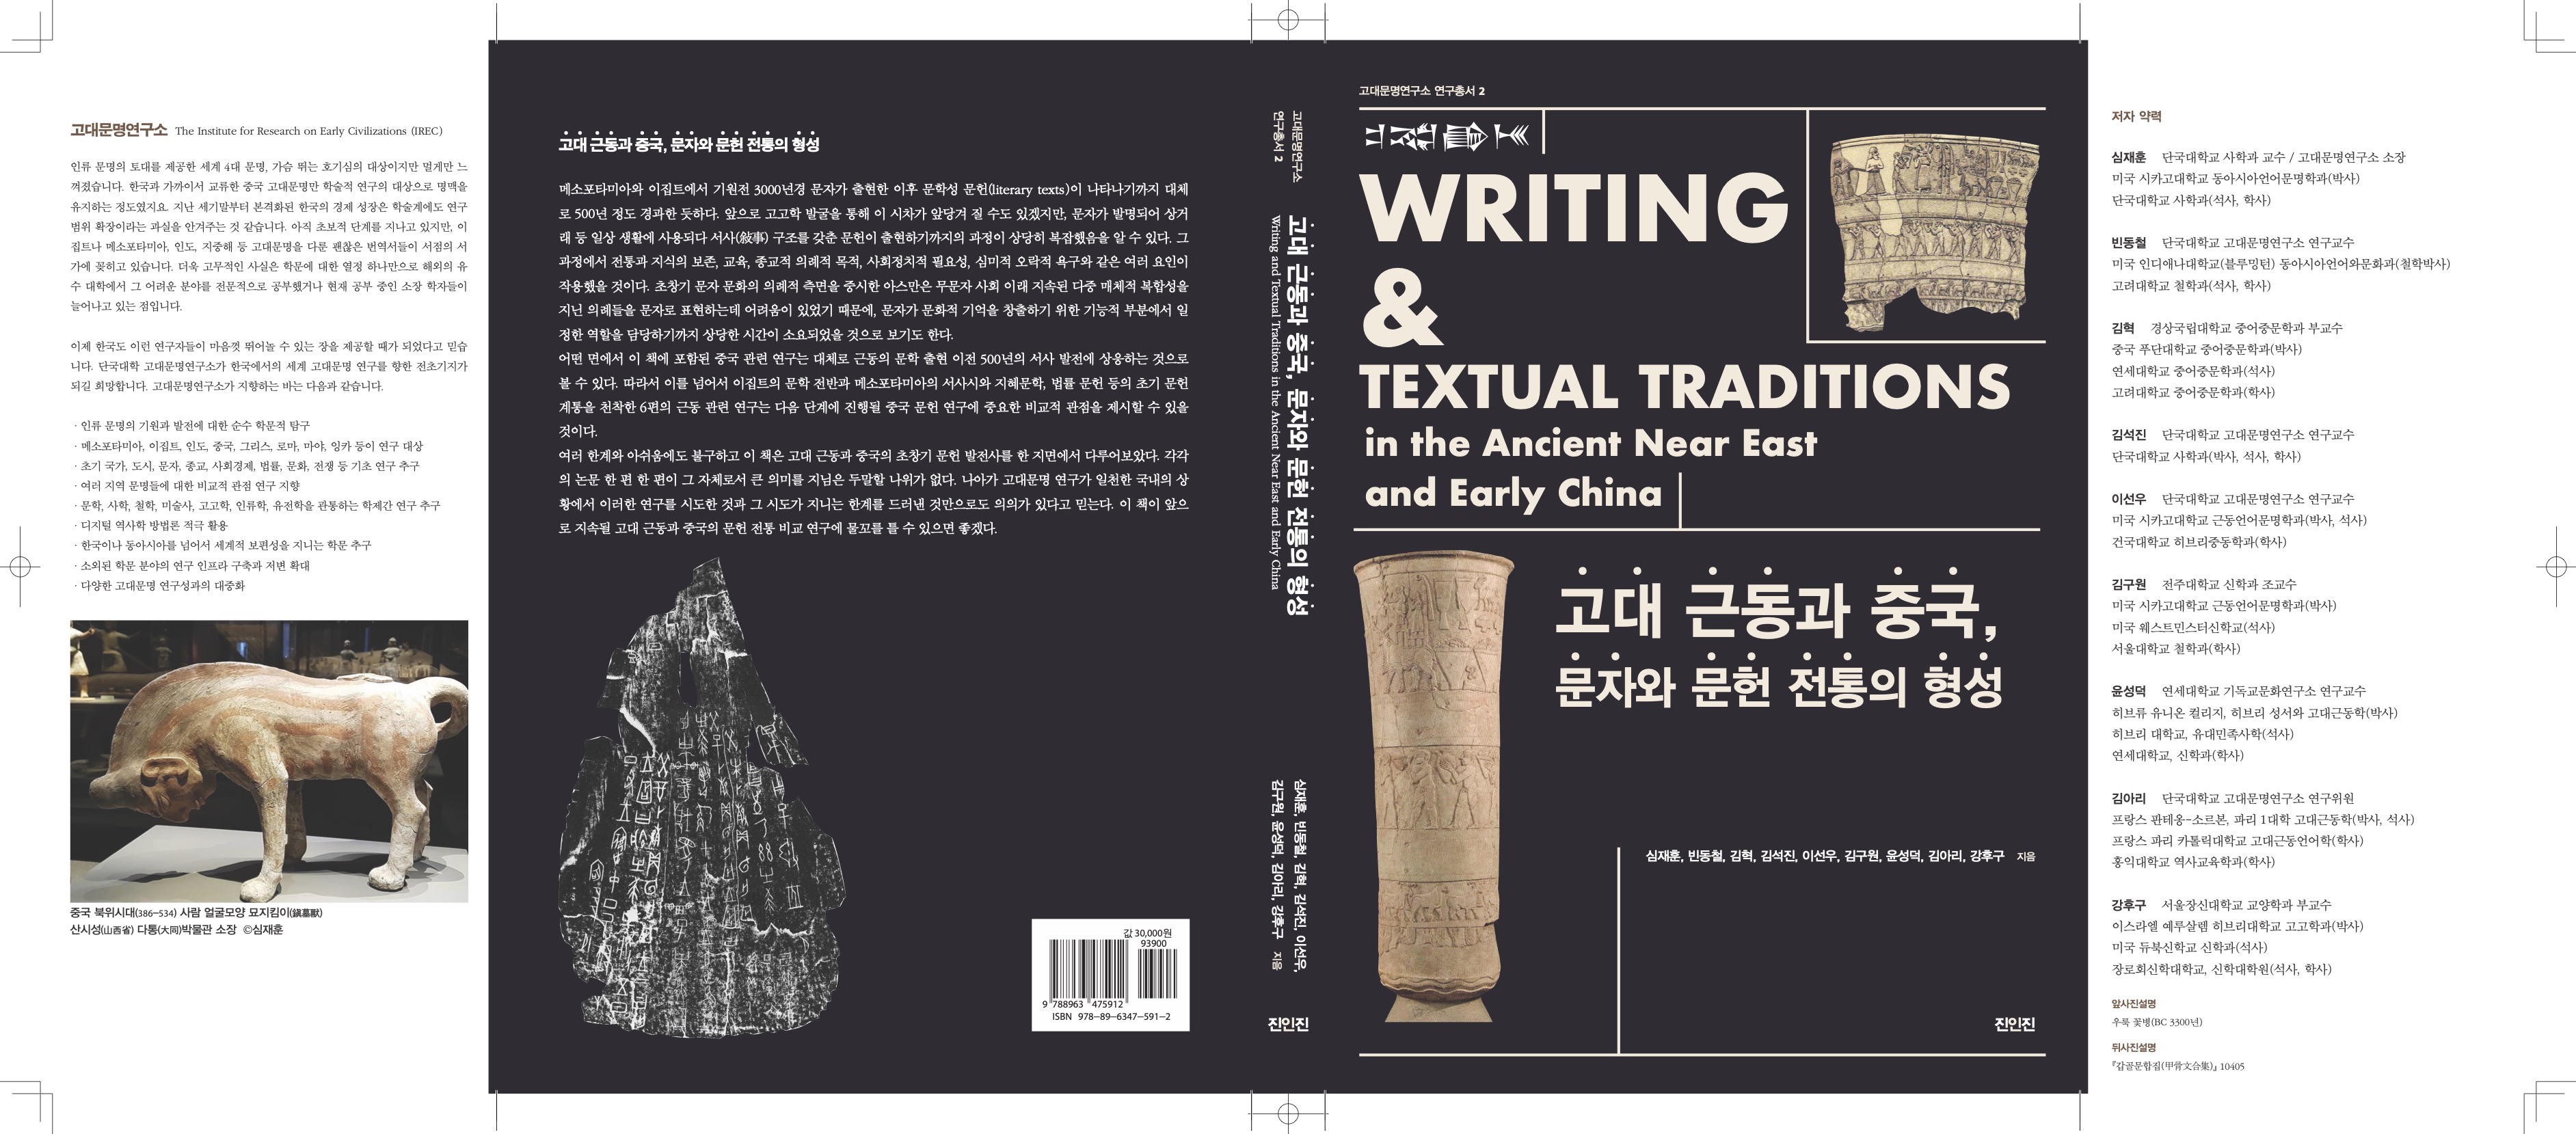 고대문명연구소 The Institute for Research on Early Civilizations (IREC)
인류 문명의 토대를 제공한 세계 4대 문명, 가슴 뛰는 호기심의 대상이지만 멀게만 느
껴졌습니다. 한국과 가까이서 교류한 중국 고대문명만 학술적 연구의 대상으로 명맥을
유지하는 정도였지요. 지난 세기말부터 본격화된 한국의 경제 성장은 학술계에도 연구
범위 확장이라는 과실을 안겨주는 것 같습니다. 아직 초보적 단계를 지나고 있지만, 이
집트나 메소포타미아, 인도, 지중해 등 고대문명을 다룬 괜찮은 번역서들이 서점의 서
가에 꽂히고 있습니다. 더욱 고무적인 사실은 학문에 대한 열정 하나만으로 해외의 유
수 대학에서 그 어려운 분야를 전문적으로 공부했거나 현재 공부 중인 소장 학자들이
늘어나고 있는 점입니다.
이제 한국도 이런 연구자들이 마음껏 뛰어놀 수 있는 장을 제공할 때가 되었다고 믿습
니다. 단국대학 고대문명연구소가 한국에서의 세계 고대문명 연구를 향한 전초기지가
되길 희망합니다. 고대문명연구소가 지향하는 바는 다음과 같습니다.
· 인류 문명의 기원과 발전에 대한 순수 학문적 탐구
· 메소포타미아, 이집트, 인도, 중국, 그리스, 로마, 마야, 잉카 등이 연구 대상
· 초기 국가, 도시, 문자, 종교, 사회경제, 법률, 문화, 전쟁 등 기초 연구 추구
· 여러 지역 문명들에 대한 비교적 관점 연구 지향
· 문학, 사학, 철학, 미술사, 고고학, 인류학, 유전학을 관통하는 학제간 연구 추구
· 디지털 역사학 방법론 적극 활용
· 한국이나 동아시아를 넘어서 세계적 보편성을 지니는 학문 추구
· 소외된 학문 분야의 연구 인프라 구축과 저변 확대
· 다양한 고대문명 연구성과의 대중화
중국 북위시대(386–534) 사람 얼굴모양 묘지킴이(鎭墓獸)
산시성(山西省) 다통(大同)박물관 소장 ©심재훈
고대 근동과 중국, 문자와 문헌 전통의 형성
메소포타미아와 이집트에서 기원전 3000년경 문자가 출현한 이후 문학성 문헌(literary texts)이 나타나기까지 대체
로 500년 정도 경과한 듯하다. 앞으로 고고학 발굴을 통해 이 시차가 앞당겨 질 수도 있겠지만, 문자가 발명되어 상거
래 등 일상 생활에 사용되다 서사(敍事) 구조를 갖춘 문헌이 출현하기까지의 과정이 상당히 복잡했음을 알 수 있다. 그
과정에서 전통과 지식의 보존, 교육, 종교적 의례적 목적, 사회정치적 필요성, 심미적 오락적 욕구와 같은 여러 요인이
작용했을 것이다. 초창기 문자 문화의 의례적 측면을 중시한 아스만은 무문자 사회 이래 지속된 다중 매체적 복합성을
지닌 의례들을 문자로 표현하는데 어려움이 있었기 때문에, 문자가 문화적 기억을 창출하기 위한 기능적 부분에서 일
정한 역할을 담당하기까지 상당한 시간이 소요되었을 것으로 보기도 한다.
어떤 면에서 이 책에 포함된 중국 관련 연구는 대체로 근동의 문학 출현 이전 500년의 서사 발전에 상응하는 것으로
볼 수 있다. 따라서 이를 넘어서 이집트의 문학 전반과 메소포타미아의 서사시와 지혜문학, 법률 문헌 등의 초기 문헌
계통을 천착한 6편의 근동 관련 연구는 다음 단계에 진행될 중국 문헌 연구에 중요한 비교적 관점을 제시할 수 있을
것이다.
여러 한계와 아쉬움에도 불구하고 이 책은 고대 근동과 중국의 초창기 문헌 발전사를 한 지면에서 다루어보았다. 각각
의 논문 한 편 한 편이 그 자체로서 큰 의미를 지님은 두말할 나위가 없다. 나아가 고대문명 연구가 일천한 국내의 상
황에서 이러한 연구를 시도한 것과 그 시도가 지니는 한계를 드러낸 것만으로도 의의가 있다고 믿는다. 이 책이 앞으
로 지속될 고대 근동과 중국의 문헌 전통 비교 연구에 물꼬를 틀 수 있으면 좋겠다.
값 30,000원
93900
9 788963 475912
ISBN 978–89–6347–591–2
고대문명연구소
연구총서 2
고대 근동과 중국, 문자와 문헌 전통의 형성
Writing and Textual Traditions in the Ancient Near East and Early China
심재훈, 빈동철, 김혁, 김석진, 이선우,
김구원, 윤성덕, 김아리, 강후구 지음
진인진
고대문명연구소 연구총서 2
WRITING
&
TEXTUAL TRADITIONS
in the Ancient Near East
and Early China
고대 근동과 중국,
문자와 문헌 전통의 형성
심재훈, 빈동철, 김혁, 김석진, 이선우, 김구원, 윤성덕, 김아리, 강후구 지음
진인진
저자 약력
심재훈 단국대학교 사학과 교수 / 고대문명연구소 소장
미국 시카고대학교 동아시아언어문명학과(박사)
단국대학교 사학과(석사, 학사)
빈동철 단국대학교 고대문명연구소 연구교수
미국 인디애나대학교(블루밍턴) 동아시아언어와문화과(철학박사)
고려대학교 철학과(석사, 학사)
김혁 경상국립대학교 중어중문학과 부교수
중국 푸단대학교 중어중문학과(박사)
연세대학교 중어중문학과(석사)
고려대학교 중어중문학과(학사)
김석진 단국대학교 고대문명연구소 연구교수
단국대학교 사학과(박사, 석사, 학사)
이선우 단국대학교 고대문명연구소 연구교수
미국 시카고대학교 근동언어문명학과(박사, 석사)
건국대학교 히브리중동학과(학사)
김구원 전주대학교 신학과 조교수
미국 시카고대학교 근동언어문명학과(박사)
미국 웨스트민스터신학교(석사)
서울대학교 철학과(학사)
윤성덕 연세대학교 기독교문화연구소 연구교수
히브류 유니온 컬리지, 히브리 성서와 고대근동학(박사)
히브리 대학교, 유대민족사학(석사)
연세대학교, 신학과(학사)
김아리 단국대학교 고대문명연구소 연구위원
프랑스 판테옹–소르본, 파리 1대학 고대근동학(박사, 석사)
프랑스 파리 카톨릭대학교 고대근동언어학(학사)
홍익대학교 역사교육학과(학사)
강후구 서울장신대학교 교양학과 부교수
이스라엘 예루살렘 히브리대학교 고고학과(박사)
미국 듀북신학교 신학과(석사)
장로회신학대학교, 신학대학원(석사, 학사)
앞사진설명
우룩 꽃병(BC 3300년)
뒤사진설명
『갑골문합집(甲骨文合集)』 10405